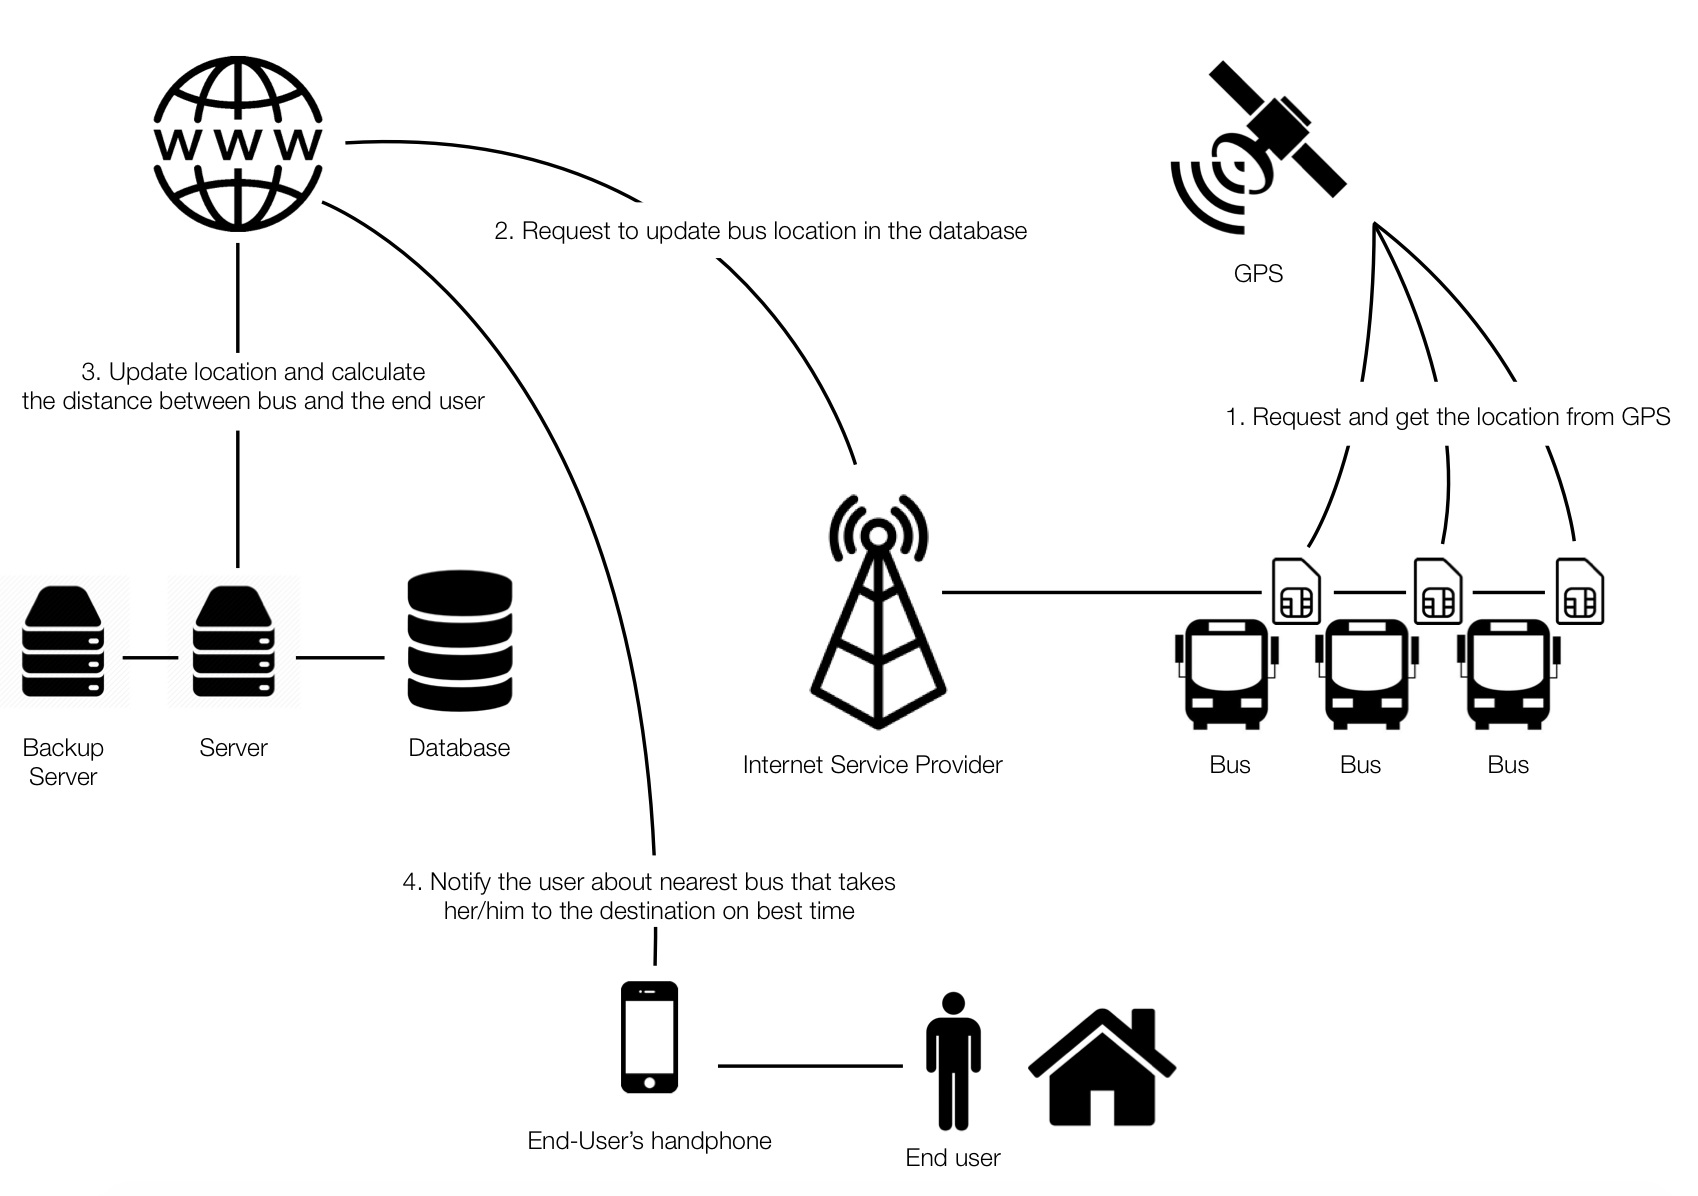 WWW
2. Request to update bus location in the database
GPS
3. Update location and calculate
the distance between bus and the end user
1. Request and get the location from GPS
Backup
Server
Server
Database
Internet Service Provider
Bus
Bus
Bus
4. Notify the user about nearest bus that takes
her/him to the destination on best time
End-User’s handphone
End user